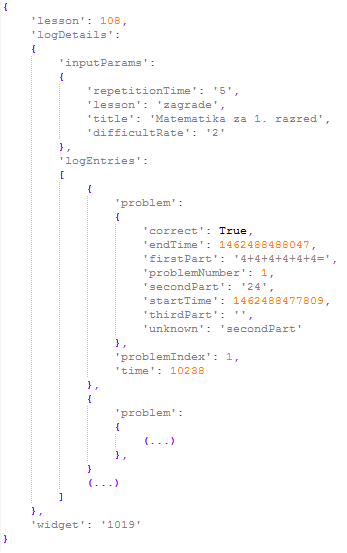 {
'lesson': 108,
'logDetails':
{
'inputParams':
{
'repetitionTime': '5',
'lesson': 'zagrade',
'title': 'Matematika za 1. razred',
'difficultRate': '2'
},
'logEntries':
[
{
'problem':
{
'correct': True,
'endTime': 1462488488047,
'firstPart': '4+4+4+4+4+4=',
'problemNumber': 1,
'secondPart': '24',
'startTime': 1462488477809,
'thirdPart': '',
'unknown': 'secondPart'
},
'problemIndex': 1,
'time': 10238
},
{
'problem':
{
(...)
},
}
(...)
]
},
'widget': '1019'
}